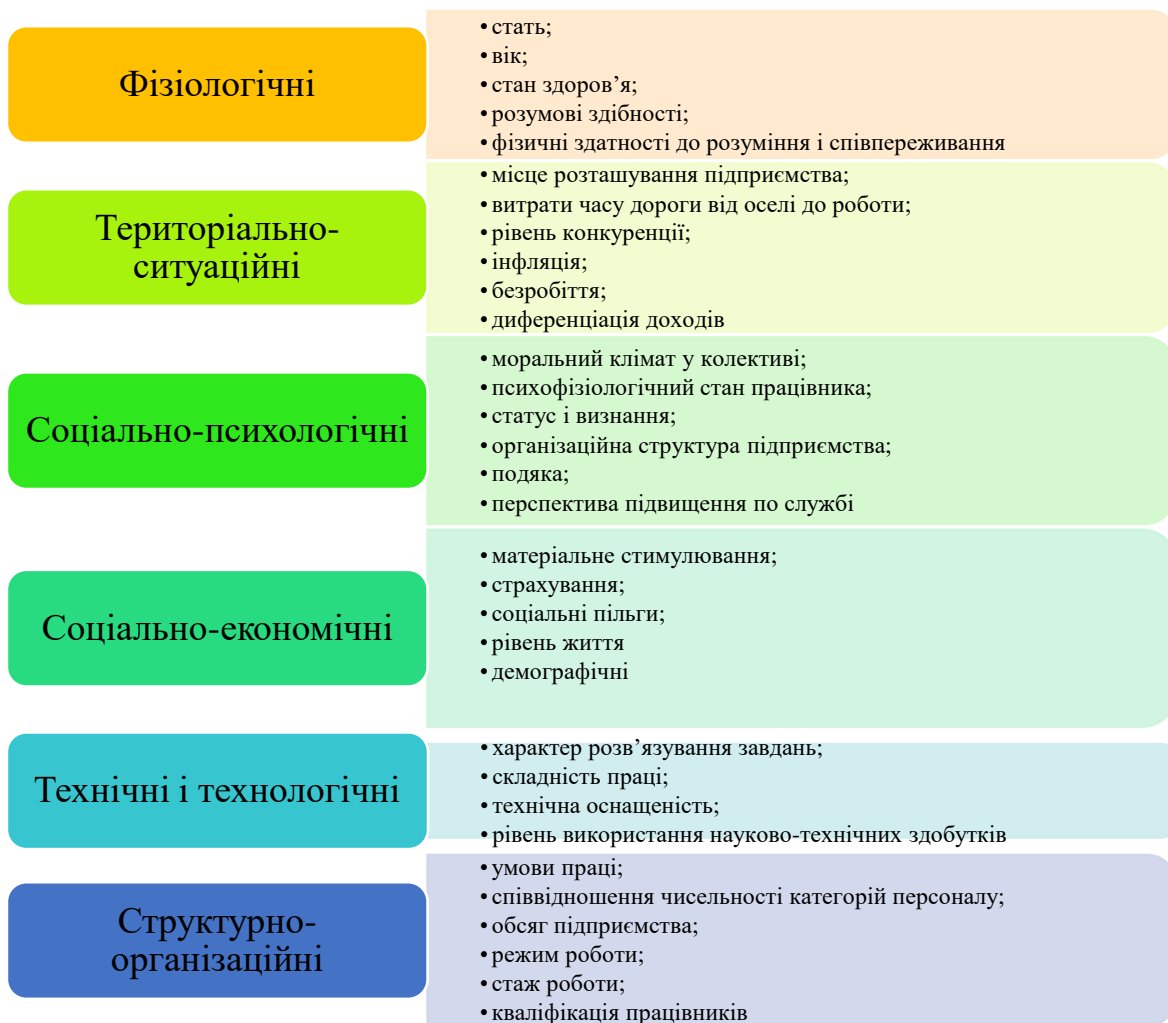 Фізіологічні
• стать;
• вік;
• стан здоров’я;
• розумові здібності;
• фізичні здатності до розуміння і співпереживання
Територіально-
ситуаційні
• місце розташування підприємства;
• витрати часу дороги від оселі до роботи;
• рівень конкуренції;
• інфляція;
• безробіття;
• диференціація доходів
Соціально-психологічні
• моральний клімат у колективі;
• психофізіологічний стан працівника;
• статус і визнання;
• організаційна структура підприємства;
• подяка;
• перспектива підвищення по службі
Соціально-економічні
• матеріальне стимулювання;
• страхування;
• соціальні пільги;
• рівень життя
• демографічні
Технічні і технологічні
• характер розв’язування завдань;
• складність праці;
• технічна оснащеність;
• рівень використання науково-технічних здобутків
Структурно-
організаційні
• умови праці;
• співвідношення чисельності категорій персоналу;
• обсяг підприємства;
• режим роботи;
• стаж роботи;
• кваліфікація працівників